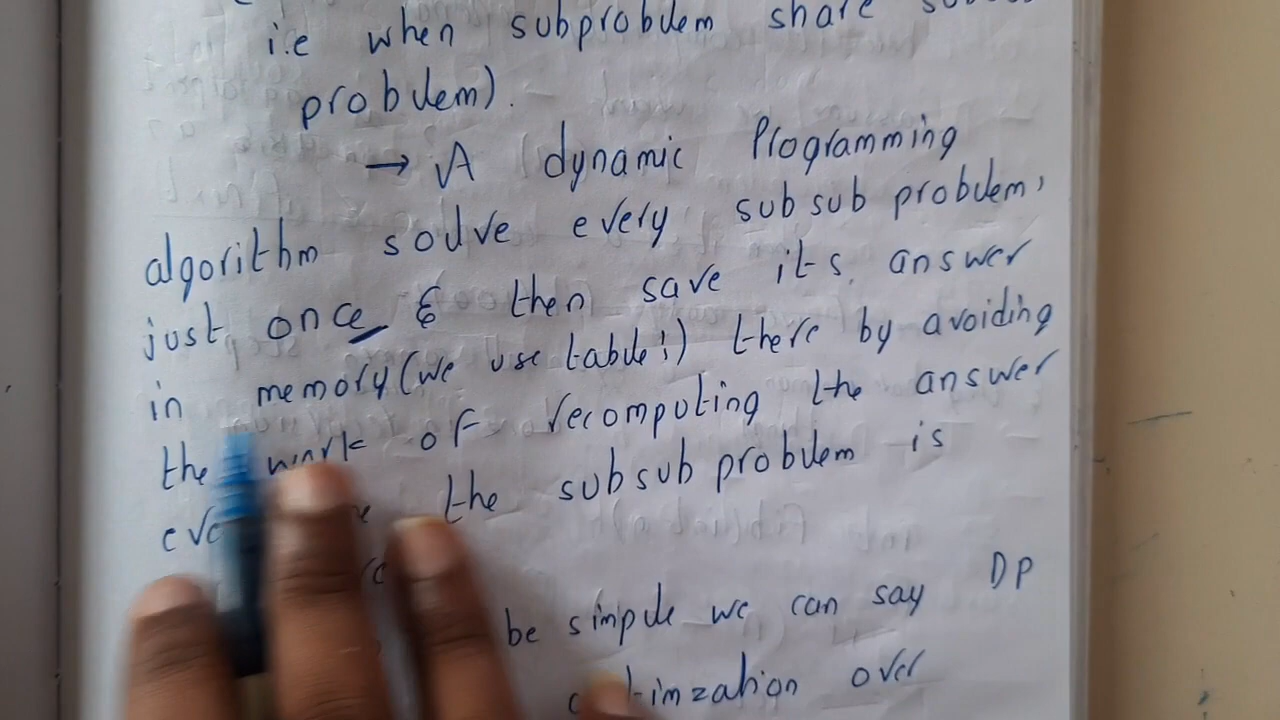 i.e when subproblem share
problem).
→ A dynamic Programming
algorithm solve every subsub problem,
just once & then save its answer
in memory (we use table!) there by avoiding
the work of recomputing the answer
the subsub problem is
be simple we can say DP
over